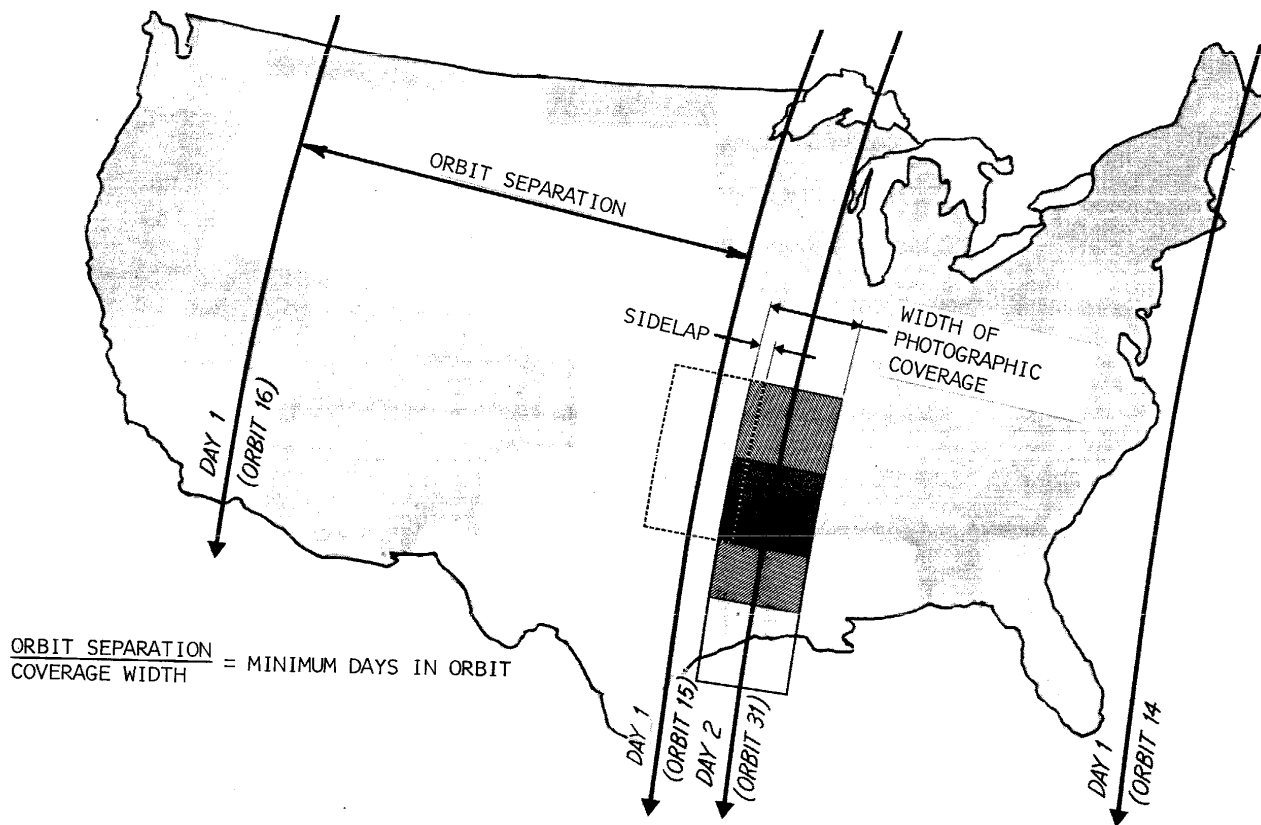 ORBIT SEPARATION
SIDELAP
WIDTH OF
PHOTOGRAPHIC
COVERAGE
DAY 1
(ORBIT 16)
ORBIT SEPARATION
COVERAGE WIDTH
= MINIMUM DAYS IN ORBIT
DAY 1
(ORBIT 15)
DAY 2
(ORBIT 31)
DAY 1
(ORBIT 14